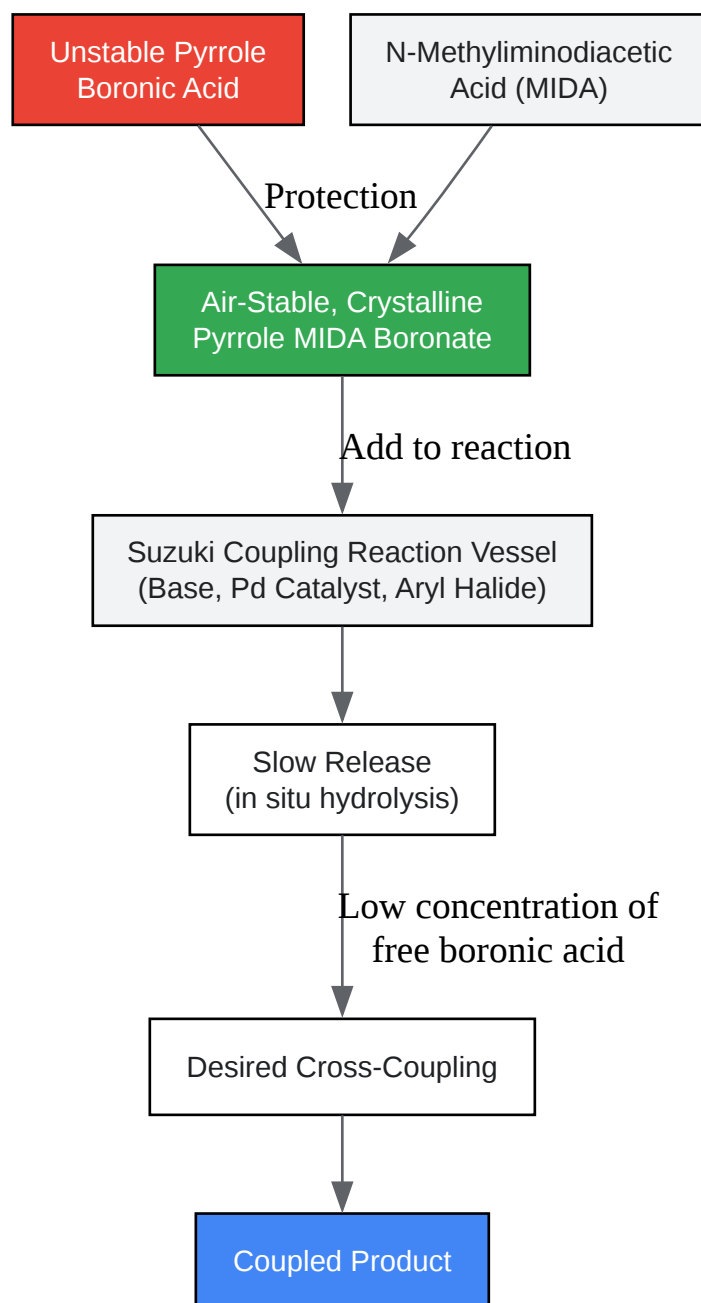 Unstable Pyrrole
Boronic Acid
N-Methyliminodiacetic
Acid (MIDA)
Protection
Air-Stable, Crystalline
Pyrrole MIDA Boronate
Add to reaction
Suzuki Coupling Reaction Vessel
(Base, Pd Catalyst, Aryl Halide)
Slow Release
(in situ hydrolysis)
Low concentration of
free boronic acid
Desired Cross-Coupling
Coupled Product